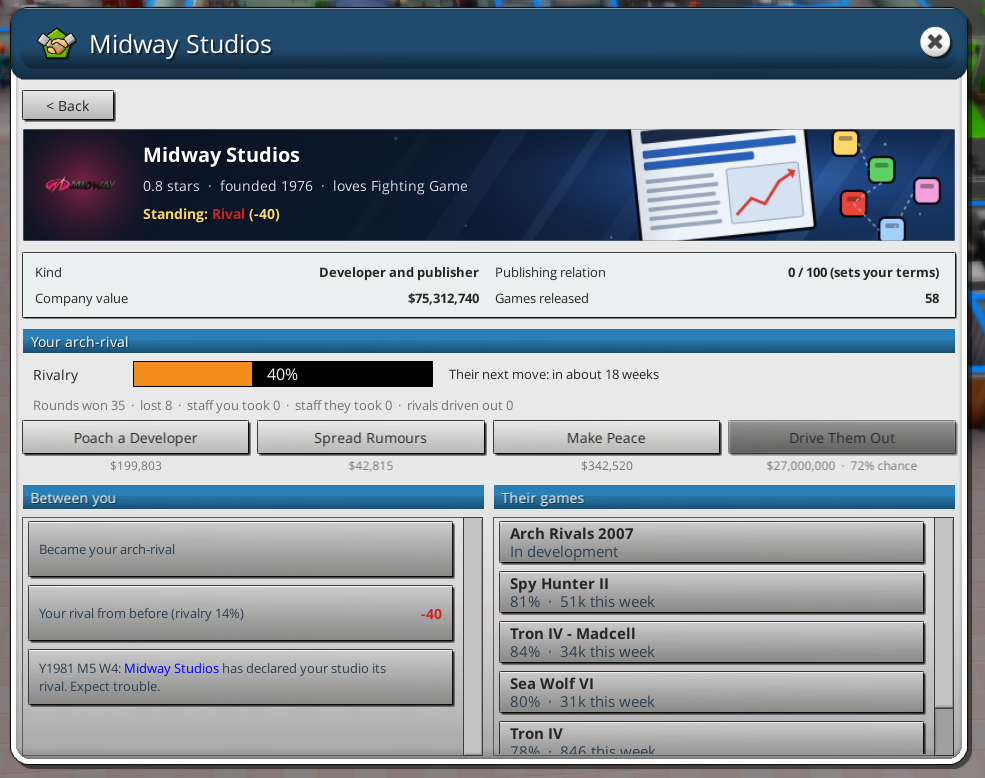 Midway Studios
< Back
Midway Studios
MIDWAY
0.8 stars · founded 1976 · loves Fighting Game
Standing: Rival (-40)
Kind Developer and publisher Publishing relation 0 / 100 (sets your terms)
Company value $75,312,740 Games released 58
Your arch-rival
Rivalry 40% Their next move: in about 18 weeks
Rounds won 35 · lost 8 · staff you took 0 · staff they took 0 · rivals driven out 0
Poach a Developer Spread Rumours Make Peace Drive Them Out
$199,803 $42,815 $342,520 $27,000,000 · 72% chance
Between you
Became your arch-rival
Your rival from before (rivalry 14%) -40
Y1981 M5 W4: Midway Studios has declared your studio its
rival. Expect trouble.
Their games
Arch Rivals 2007
In development
Spy Hunter II
81% · 51k this week
Tron IV - Madcell
84% · 34k this week
Sea Wolf VI
80% · 31k this week
Tron IV
78% · 846 this week